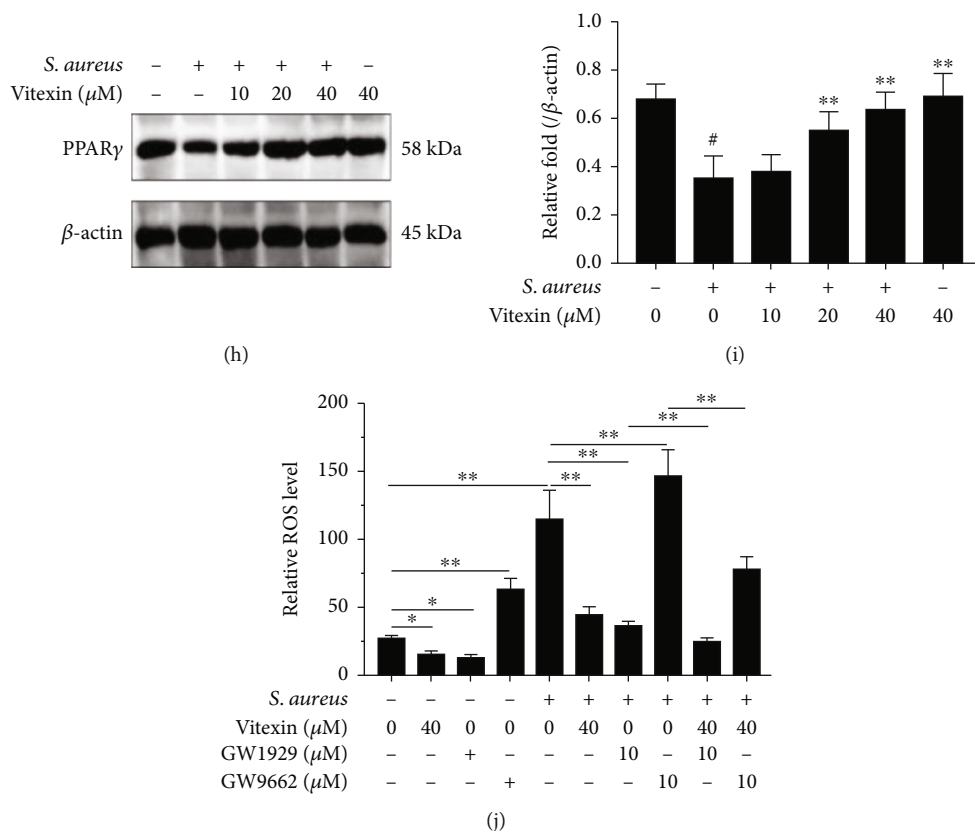 S. aureus – + + + + –
Vitexin (μM) – – 10 20 40 40
PPARγ 58 kDa
β-actin 45 kDa
(h)
Relative fold (/β-actin)
1.0
0.8
0.6
0.4
0.2
0.0
#
**
**
**
S. aureus – + + + + –
Vitexin (μM) 0 0 10 20 40 40
(i)
Relative ROS level
200
150
100
50
0
**
**
**
**
**
**
**
*
*
S. aureus – – – – + + + + + +
Vitexin (μM) 0 40 0 0 0 40 0 0 40 40
GW1929 (μM) – – + – – – 10 – 10 –
GW9662 (μM) – – – + – – – 10 – 10
(j)